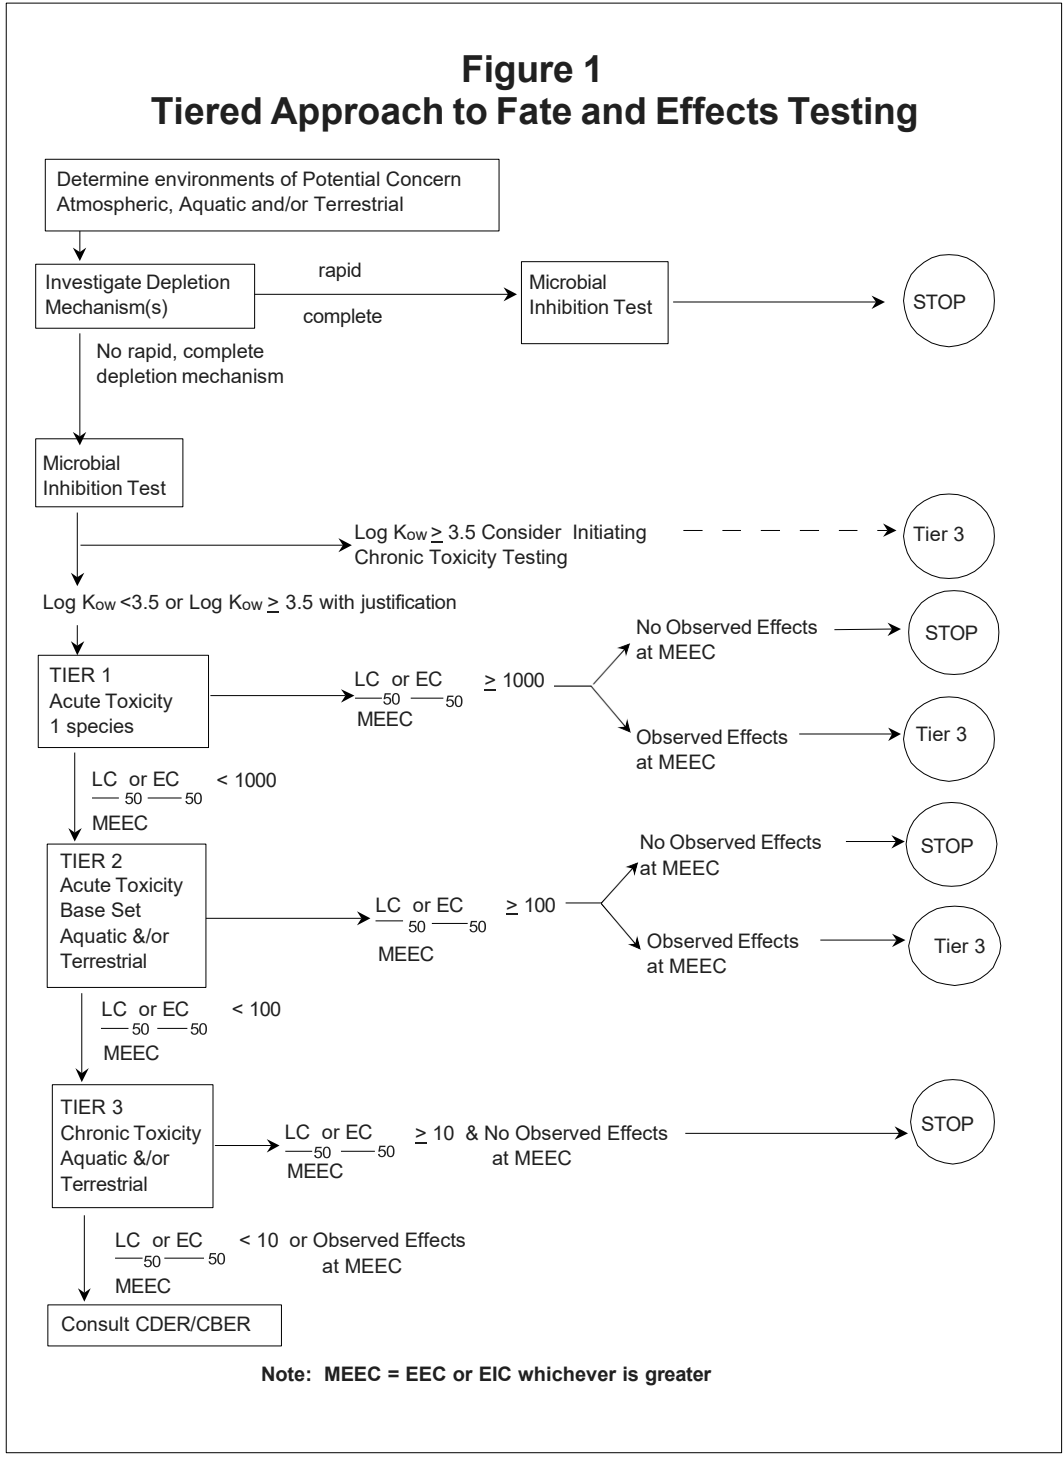 Figure 1
Tiered Approach to Fate and Effects Testing
Determine environments of Potential Concern
Atmospheric, Aquatic and/or Terrestrial
Investigate Depletion
Mechanism(s)
rapid
complete
Microbial
Inhibition Test
STOP
No rapid, complete
depletion mechanism
Microbial
Inhibition Test
Log Kow ≥ 3.5 Consider Initiating
Chronic Toxicity Testing
Tier 3
Log Kow <3.5 or Log Kow ≥ 3.5 with justification
TIER 1
Acute Toxicity
1 species
LC50 or EC50 ≥ 1000
MEEC
No Observed Effects
at MEEC
STOP
Observed Effects
at MEEC
Tier 3
LC50 or EC50 < 1000
MEEC
TIER 2
Acute Toxicity
Base Set
Aquatic &/or
Terrestrial
LC50 or EC50 ≥ 100
MEEC
No Observed Effects
at MEEC
STOP
Observed Effects
at MEEC
Tier 3
LC50 or EC50 < 100
MEEC
TIER 3
Chronic Toxicity
Aquatic &/or
Terrestrial
LC50 or EC50 ≥ 10 & No Observed Effects
MEEC
at MEEC
STOP
LC50 or EC50 < 10 or Observed Effects
at MEEC
MEEC
Consult CDER/CBER
Note: MEEC = EEC or EIC whichever is greater